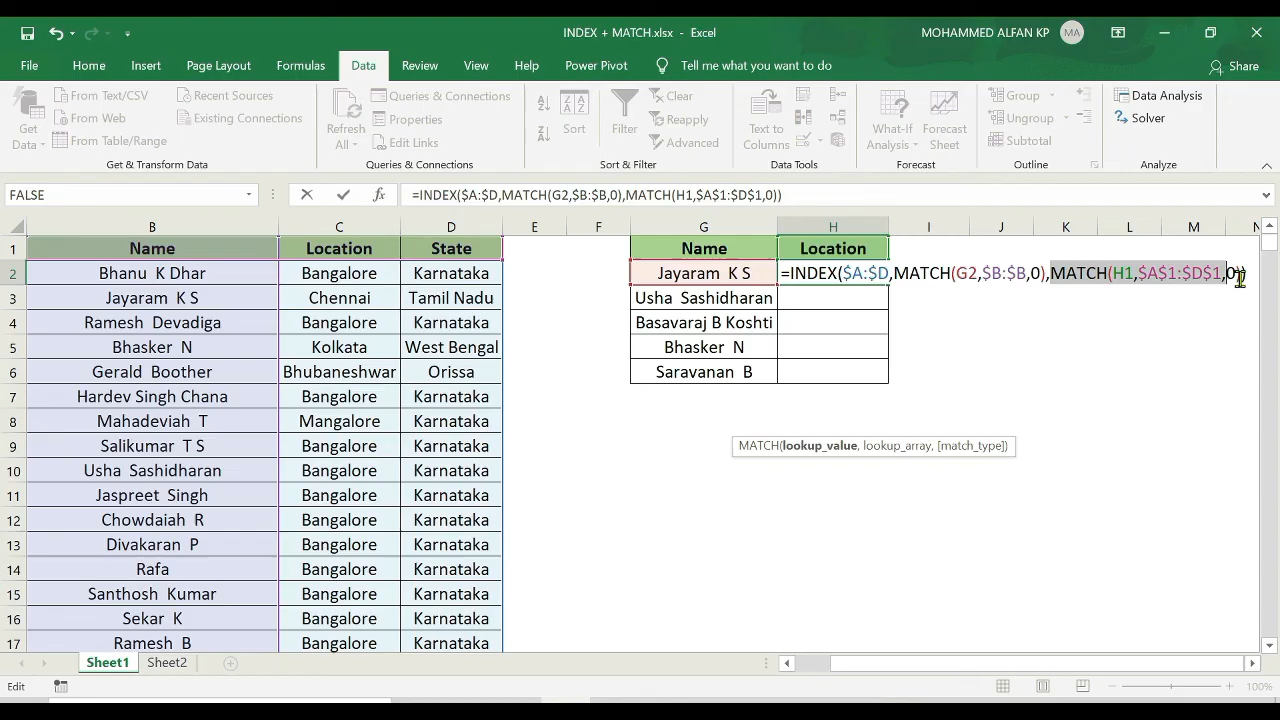 INDEX + MATCH.xlsx - Excel
MOHAMMED ALFAN KP
MA
File Home Insert Page Layout Formulas Data Review View Help Power Pivot Tell me what you want to do Share
Get Data
From Text/CSV
From Web
From Table/Range
Recent Sources
Existing Connections
Get & Transform Data
Refresh All
Queries & Connections
Properties
Edit Links
Queries & Connections
Sort
Filter
Clear
Reapply
Advanced
Sort & Filter
Text to Columns
Data Tools
What-If Analysis
Forecast Sheet
Forecast
Group
Ungroup
Subtotal
Outline
Data Analysis
Solver
Analyze
FALSE
fx
=INDEX($A:$D,MATCH(G2,$B:$B,0),MATCH(H1,$A$1:$D$1,0))
B C D E F G H I J K L M N
1 Name Location State Name Location
2 Bhanu K Dhar Bangalore Karnataka Jayaram K S =INDEX($A:$D,MATCH(G2,$B:$B,0),MATCH(H1,$A$1:$D$1,0))
3 Jayaram K S Chennai Tamil Nadu Usha Sashidharan
4 Ramesh Devadiga Bangalore Karnataka Basavaraj B Koshti
5 Bhasker N Kolkata West Bengal Bhasker N
6 Gerald Boother Bhubaneshwar Orissa Saravanan B
7 Hardev Singh Chana Bangalore Karnataka
8 Mahadeviah T Mangalore Karnataka
9 Salikumar T S Bangalore Karnataka
MATCH(lookup_value, lookup_array, [match_type])
10 Usha Sashidharan Bangalore Karnataka
11 Jaspreet Singh Bangalore Karnataka
12 Chowdaiah R Bangalore Karnataka
13 Divakaran P Bangalore Karnataka
14 Rafa Bangalore Karnataka
15 Santhosh Kumar Bangalore Karnataka
16 Sekar K Bangalore Karnataka
17 Ramesh B Bangalore Karnataka
Sheet1 Sheet2
Edit
100%